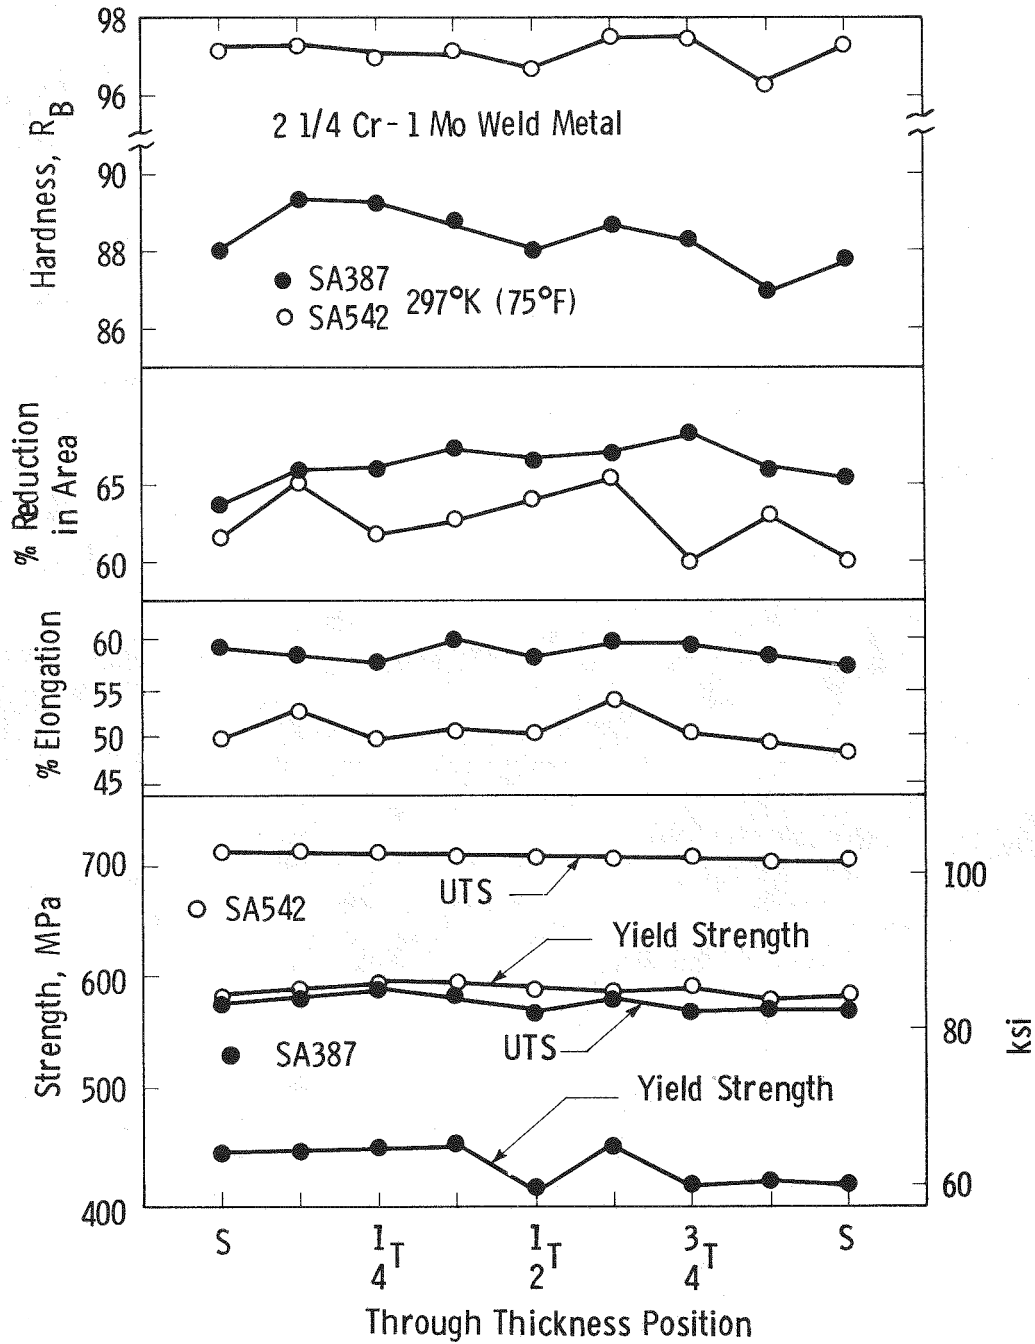 98
96
Hardness, R_B
2 1/4 Cr - 1 Mo Weld Metal
90
88
86
● SA387
○ SA542
297°K (75°F)
% Reduction
in Area
65
60
% Elongation
60
55
50
45
Strength, MPa
700
600
500
400
UTS
○ SA542
Yield Strength
UTS
● SA387
Yield Strength
100
80
60
ksi
S
1/4 T
1/2 T
3/4 T
S
Through Thickness Position